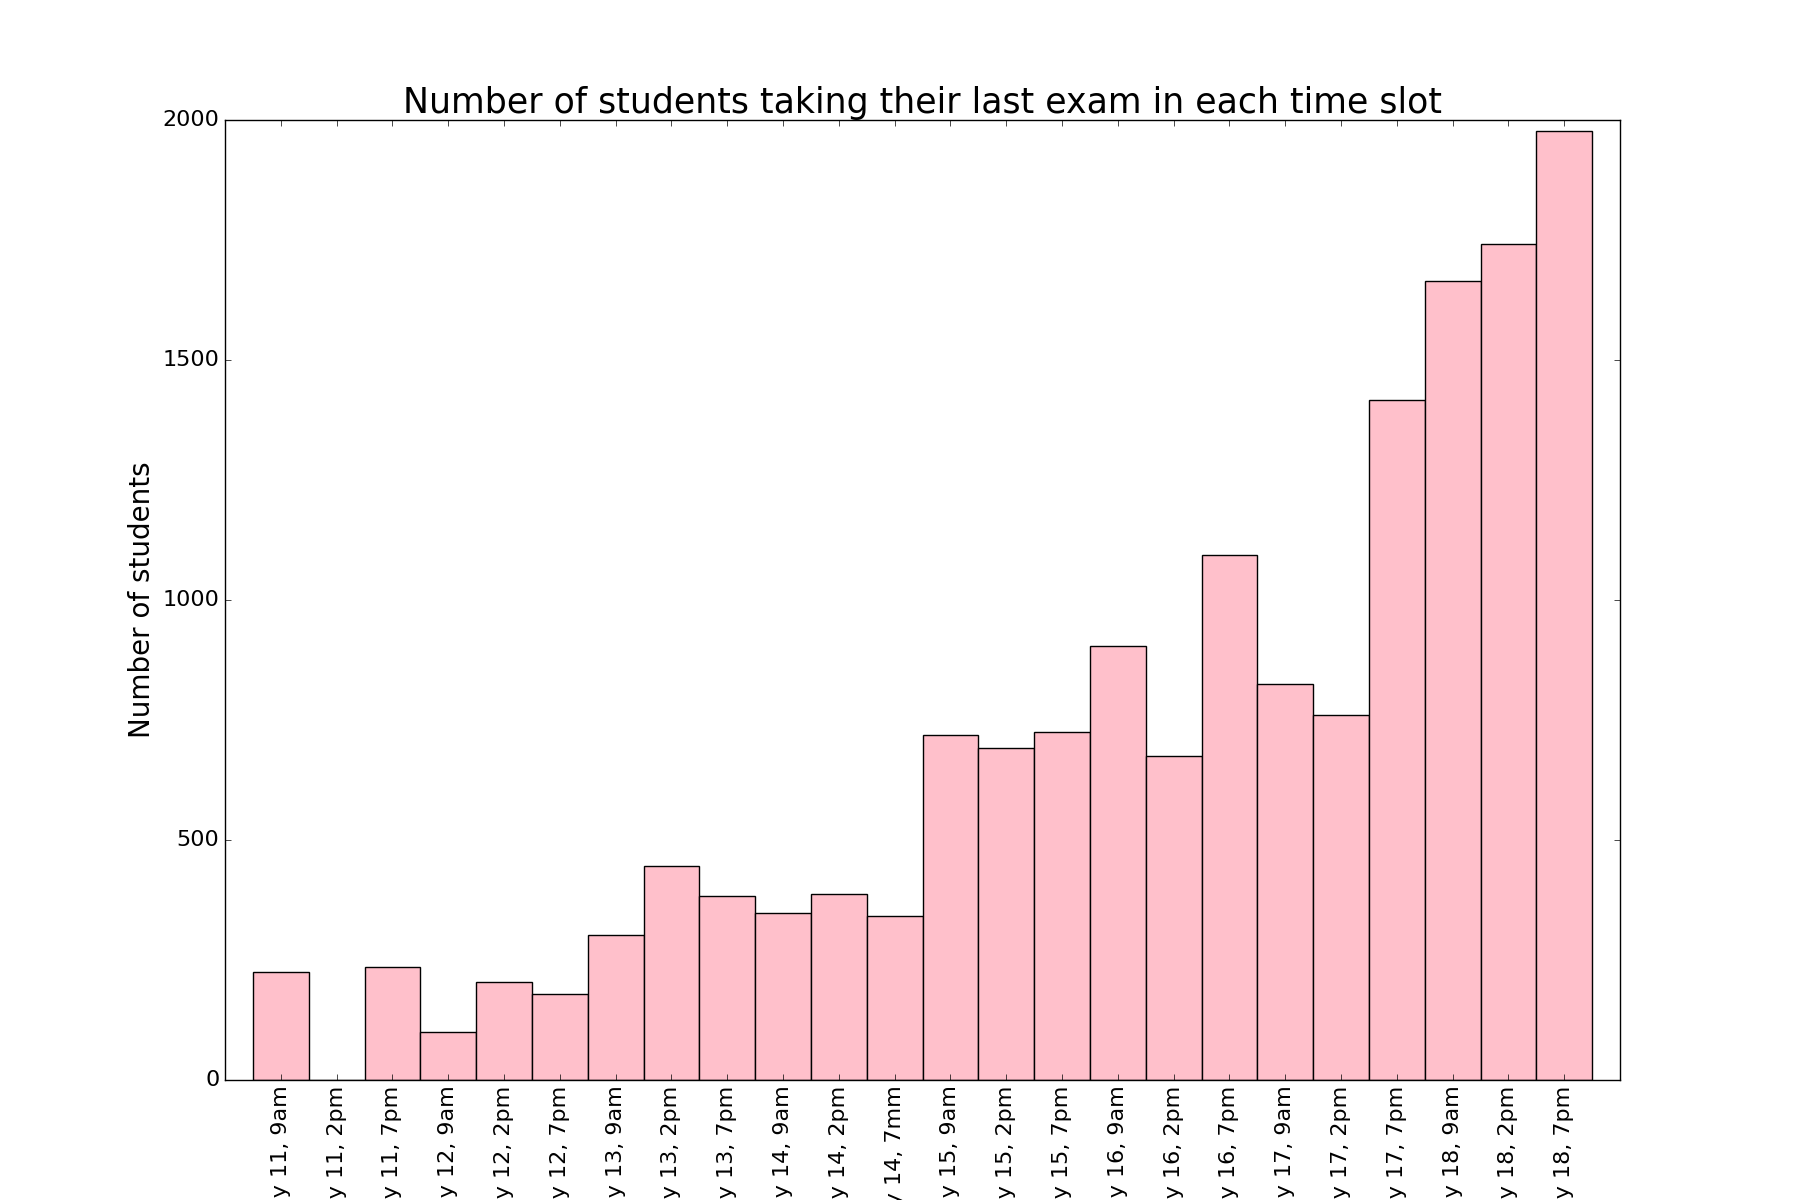 Number of students taking their last exam in each time slot
Number of students
2000
1500
1000
500
0
y 11, 9am
y 11, 2pm
y 11, 7pm
y 12, 9am
y 12, 2pm
y 12, 7pm
y 13, 9am
y 13, 2pm
y 13, 7pm
y 14, 9am
y 14, 2pm
y 14, 7mm
y 15, 9am
y 15, 2pm
y 15, 7pm
y 16, 9am
y 16, 2pm
y 16, 7pm
y 17, 9am
y 17, 2pm
y 17, 7pm
y 18, 9am
y 18, 2pm
y 18, 7pm